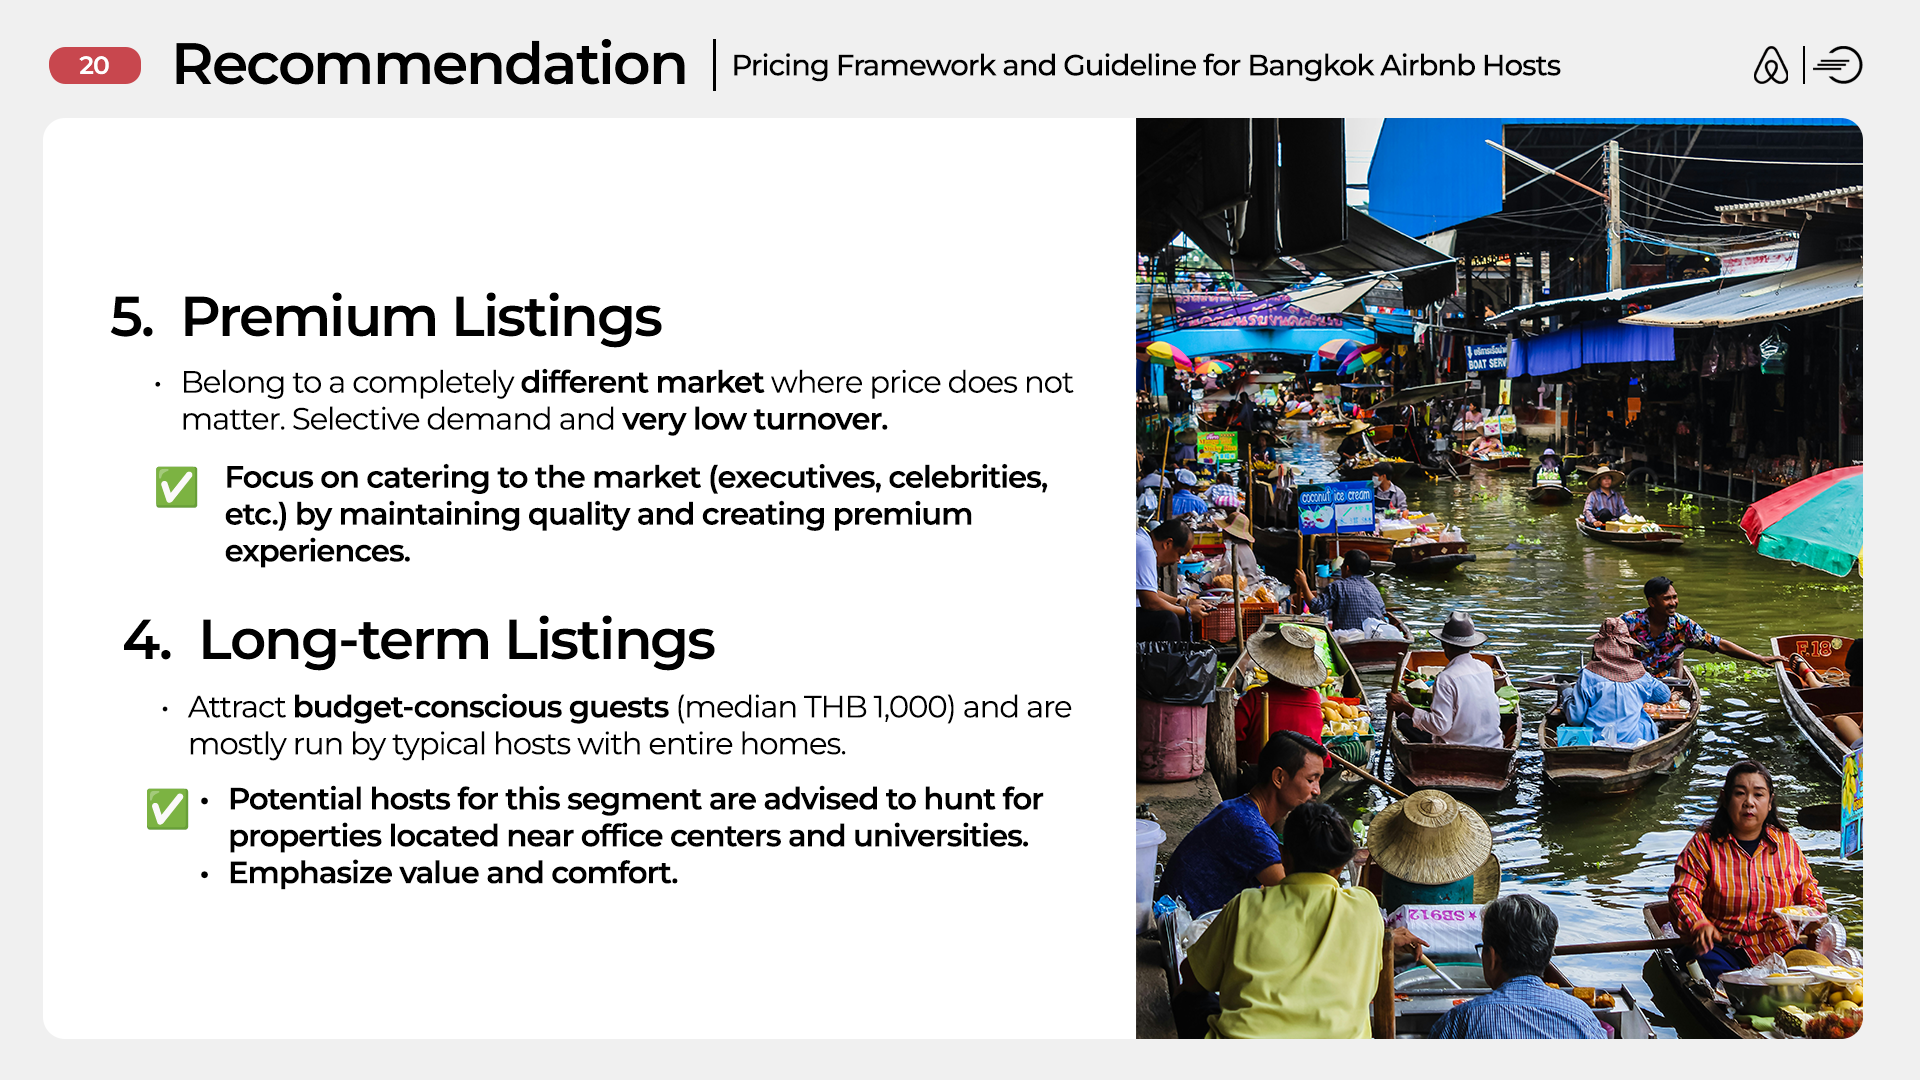 20
Recommendation
Pricing Framework and Guideline for Bangkok Airbnb Hosts
5. Premium Listings
• Belong to a completely different market where price does not
matter. Selective demand and very low turnover.
✅ Focus on catering to the market (executives, celebrities,
etc.) by maintaining quality and creating premium
experiences.
4. Long-term Listings
• Attract budget-conscious guests (median THB 1,000) and are
mostly run by typical hosts with entire homes.
✅ • Potential hosts for this segment are advised to hunt for
properties located near office centers and universities.
• Emphasize value and comfort.
BOAT SERV
coconut ice cream
F.18
SB912